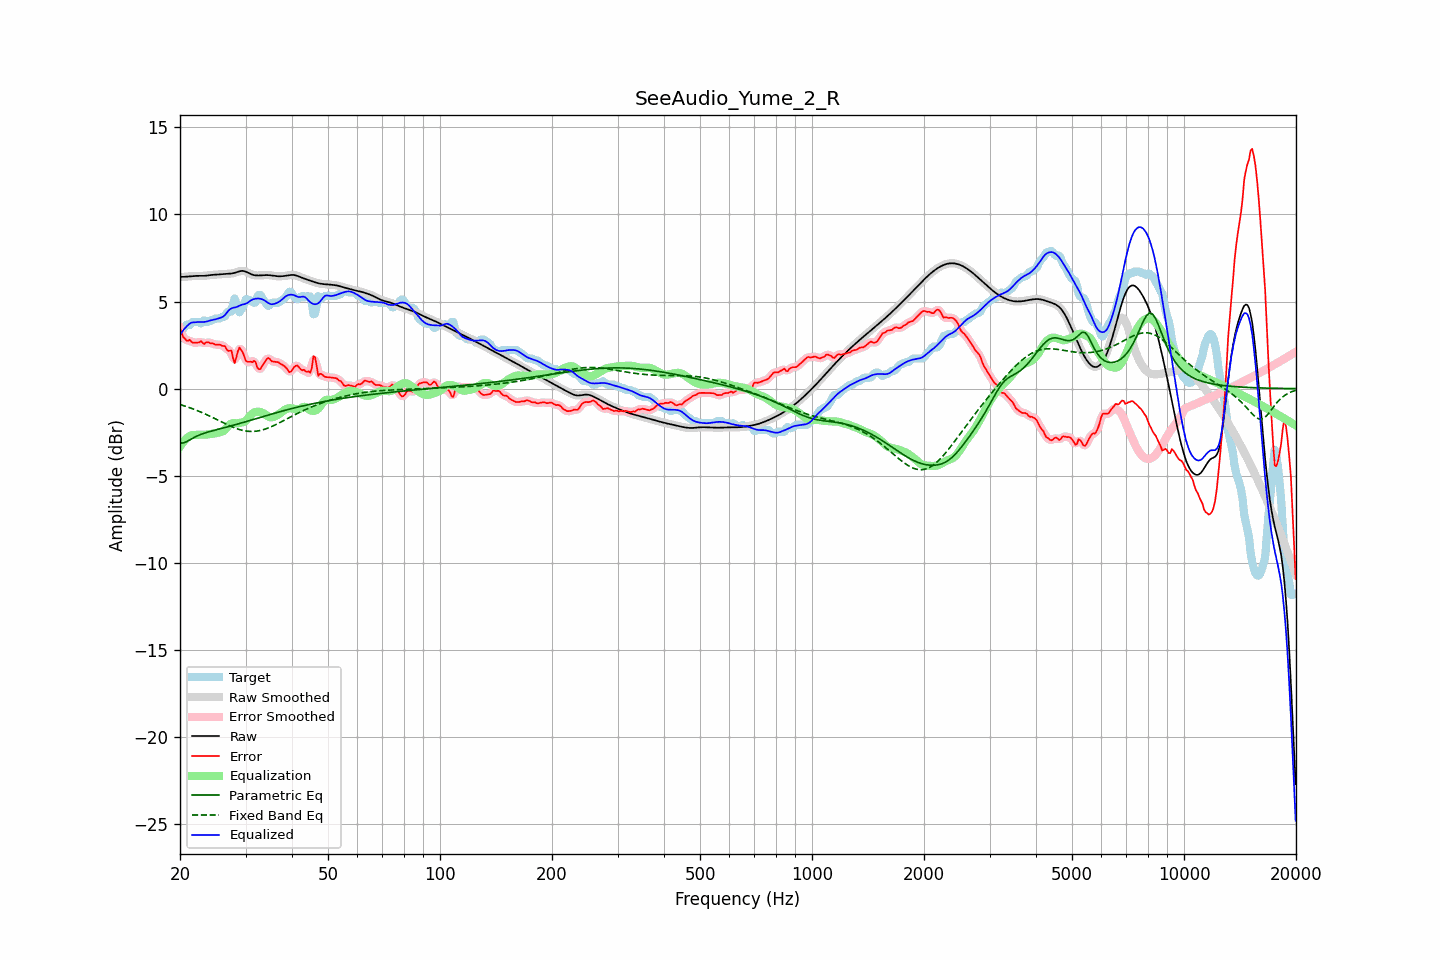 SeeAudio_Yume_2_R
15
10
5
0
−5
−10
−15
−20
−25
Amplitude (dBr)
Target
Raw Smoothed
Error Smoothed
Raw
Error
Equalization
Parametric Eq
Fixed Band Eq
Equalized
20 50 100 200 500 1000 2000 5000 10000 20000
Frequency (Hz)